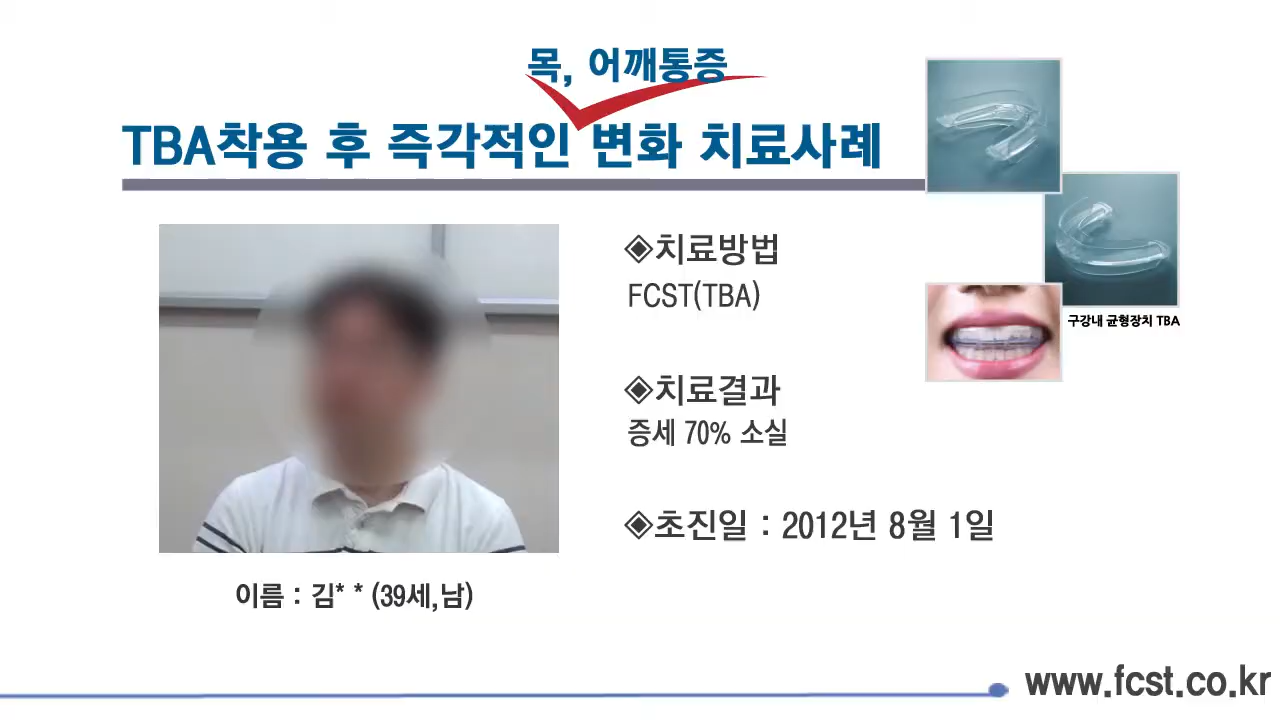 목, 어깨통증
TBA착용 후 즉각적인 변화 치료사례
◈치료방법
FCST(TBA)
구강내 균형장치 TBA
◈치료결과
증세 70% 소실
◈초진일 : 2012년 8월 1일
이름 : 김* * (39세,남)
www.fcst.co.kr